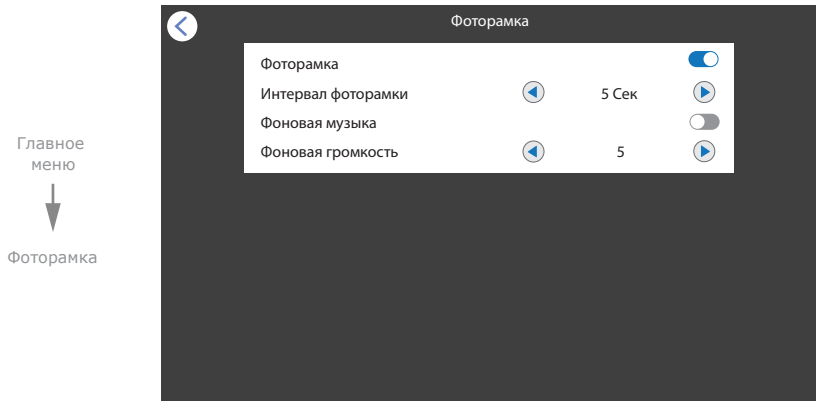 Главное
меню
Фоторамка
Фоторамка
Фоторамка
Интервал фоторамки 5 Сек
Фоновая музыка
Фоновая громкость 5